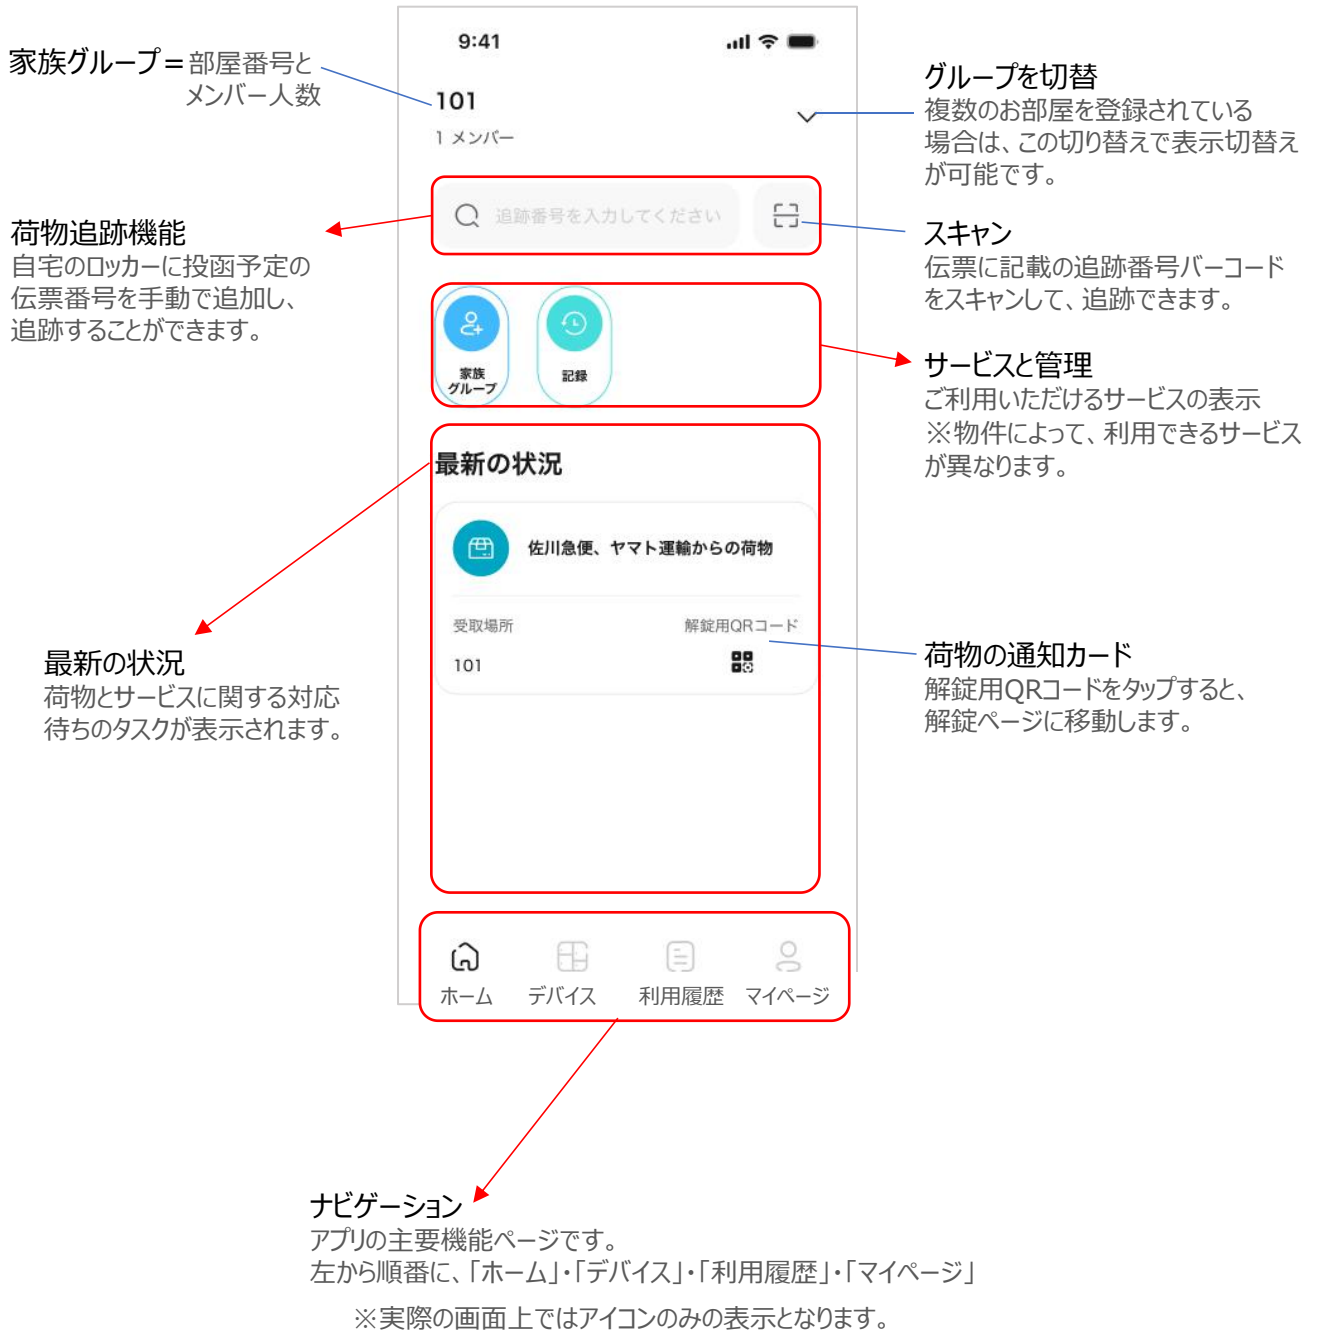 家族グループ＝部屋番号と
メンバー人数
9:41
101
1 メンバー
グループを切替
複数のお部屋を登録されている
場合は、この切り替えで表示切替え
が可能です。
追跡番号を入力してください
荷物追跡機能
自宅のロッカーに投函予定の
伝票番号を手動で追加し、
追跡することができます。
スキャン
伝票に記載の追跡番号バーコード
をスキャンして、追跡できます。
家族
グループ
記録
サービスと管理
ご利用いただけるサービスの表示
※物件によって、利用できるサービス
が異なります。
最新の状況
佐川急便、ヤマト運輸からの荷物
受取場所
解錠用QRコード
101
最新の状況
荷物とサービスに関する対応
待ちのタスクが表示されます。
荷物の通知カード
解錠用QRコードをタップすると、
解錠ページに移動します。
ホーム
デバイス
利用履歴
マイページ
ナビゲーション
アプリの主要機能ページです。
左から順番に、「ホーム」・「デバイス」・「利用履歴」・「マイページ」
※実際の画面上ではアイコンのみの表示となります。